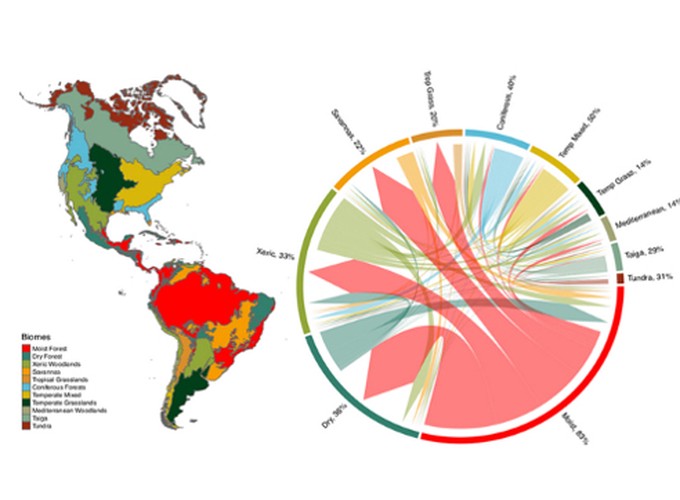 Biomes
Moist Forest
Dry Forest
Xeric Woodlands
Savannas
Tropical Grasslands
Coniferous Forests
Temperate Mixed
Temperate Grasslands
Mediterranean Woodlands
Taiga
Tundra
Xeric, 33%
Savannas, 22%
Trop Grass, 20%
Coniferous, 40%
Temp Mixed, 50%
Temp Grass, 14%
Mediterranean, 14%
Taiga, 29%
Tundra, 31%
Moist, 83%
Dry, 39%